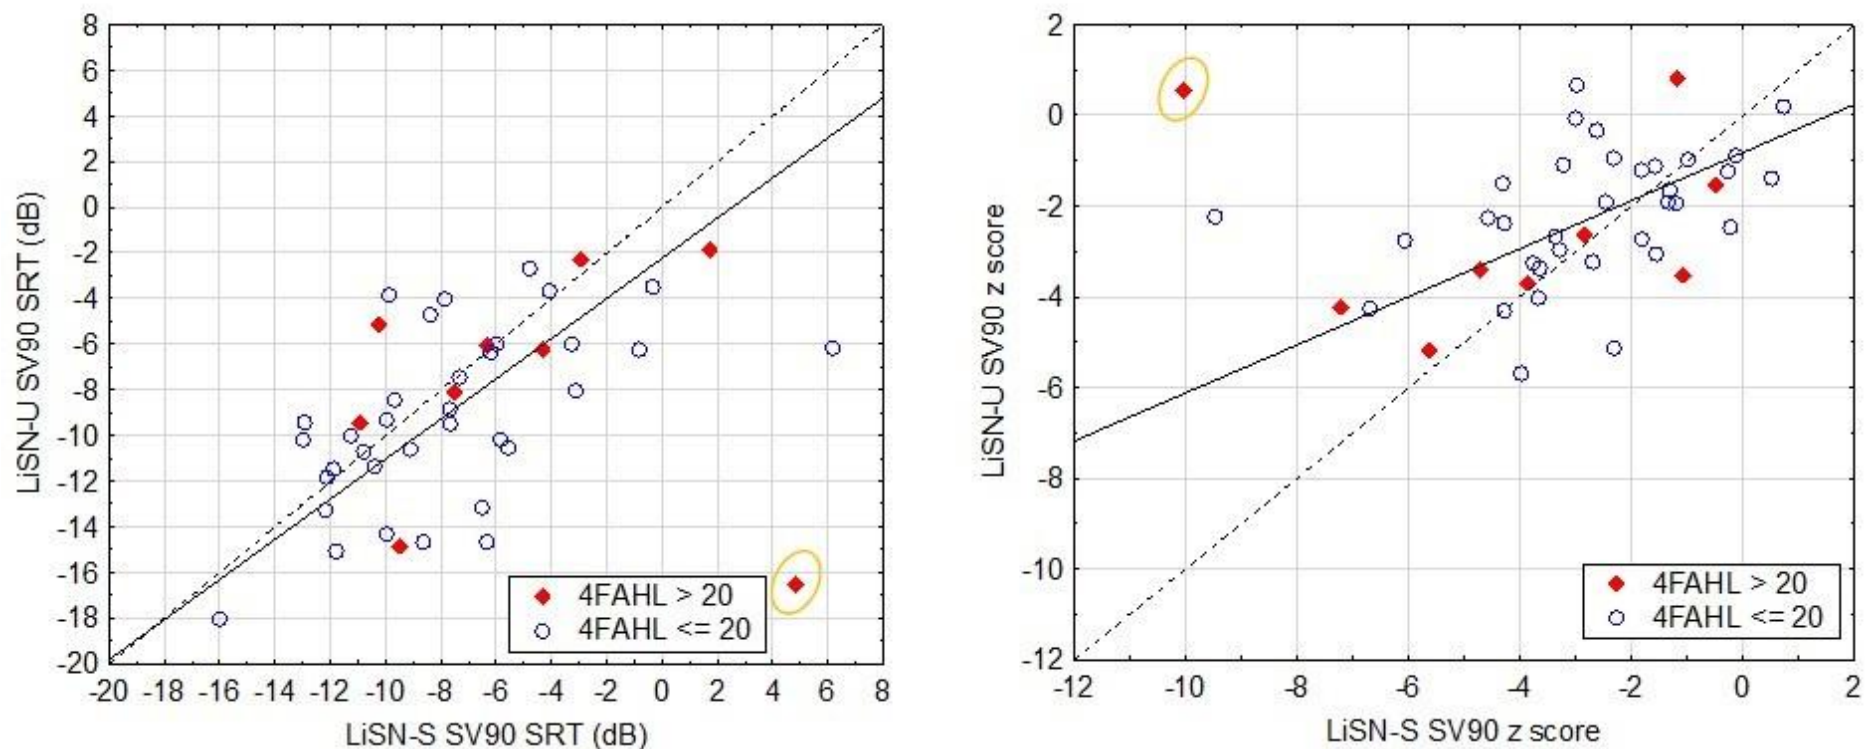 8
6
4
2
0
-2
-4
-6
-8
-10
-12
-14
-16
-18
-20
LiSN-U SV90 SRT (dB)
4FAHL > 20
4FAHL <= 20
-20 -18 -16 -14 -12 -10 -8 -6 -4 -2 0 2 4 6 8
LiSN-S SV90 SRT (dB)
2
0
-2
-4
-6
-8
-10
-12
LiSN-U SV90 z score
4FAHL > 20
4FAHL <= 20
-12 -10 -8 -6 -4 -2 0 2
LiSN-S SV90 z score